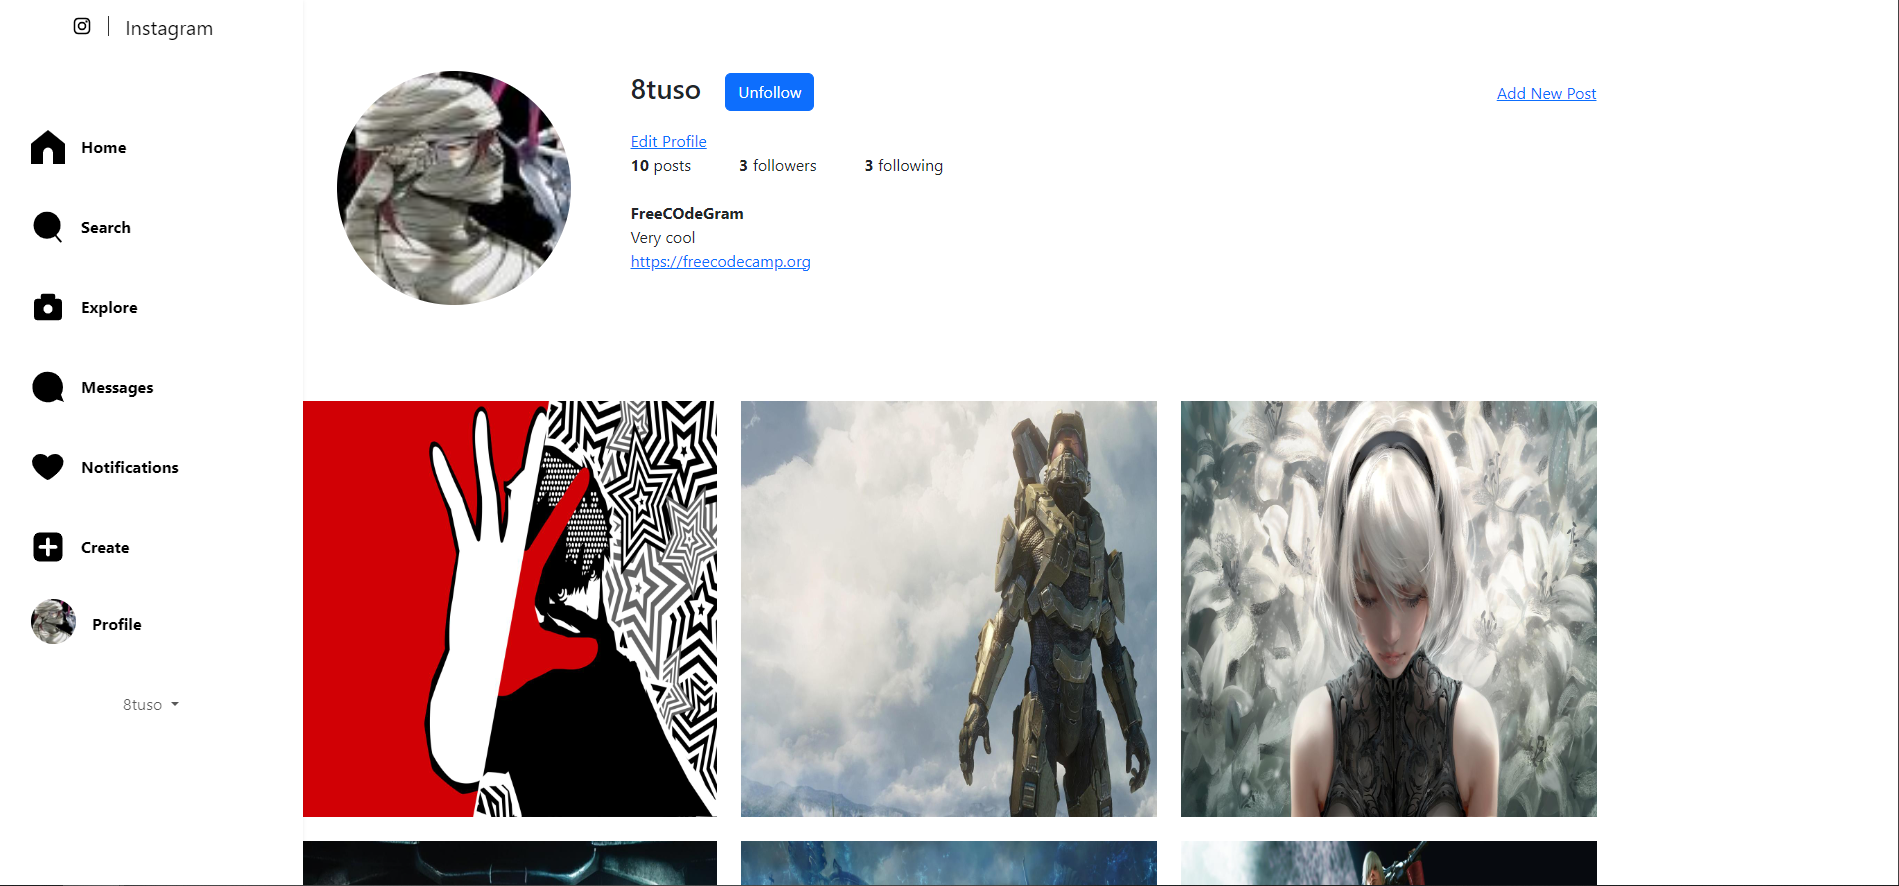 Instagram
Home
Search
Explore
Messages
Notifications
Create
Profile
8tuso
8tuso Unfollow Add New Post
Edit Profile
10 posts 3 followers 3 following
FreeCOdeGram
Very cool
https://freecodecamp.org